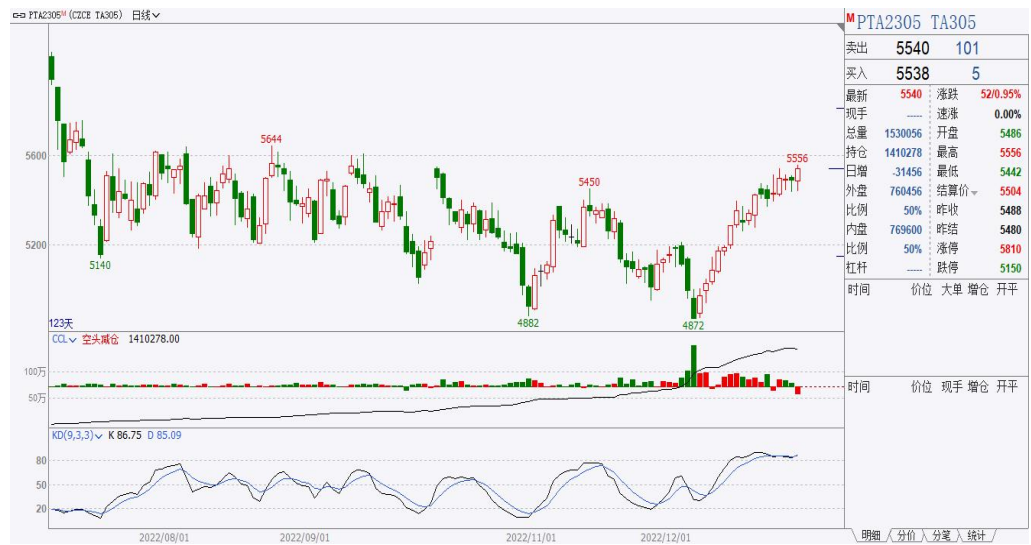 PTA2305M (CZCE TA305) 日线
5644
5600
5556
5450
5200
5140
4882
4872
123天
CCL 空头减仓 1410278.00
100万
50万
KD(9,3,3) K 86.75 D 85.09
80
50
20
2022/08/01 2022/09/01 2022/11/01 2022/12/01
M PTA2305 TA305
卖出 5540 101
买入 5538 5
最新 5540 涨跌 52/0.95%
现手 ----- 速涨 0.00%
总量 1530056 开盘 5486
持仓 1410278 最高 5556
日增 -31456 最低 5442
外盘 760456 结算价 5504
比例 50% 昨收 5488
内盘 769600 昨结 5480
比例 50% 涨停 5810
杠杆 ----- 跌停 5150
时间 价位 大单 增仓 开平
时间 价位 现手 增仓 开平
明细 分价 分笔 统计